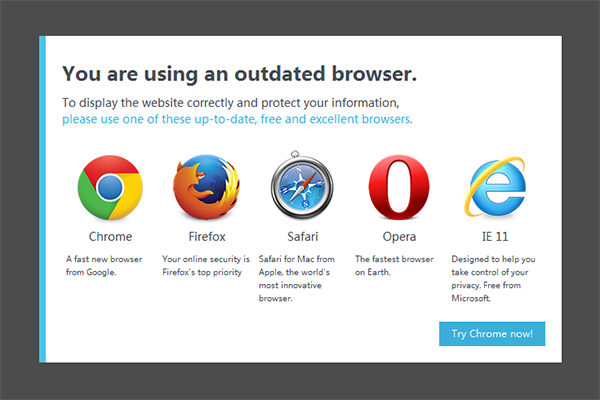 You are using an outdated browser.
To display the website correctly and protect your information,
please use one of these up-to-date, free and excellent browsers.
Chrome
Firefox
Safari
Opera
IE 11
A fast new browser
from Google.
Your online security is
Firefox's top priority
Safari for Mac from
Apple, the world's
most innovative
browser.
The fastest browser
on Earth.
Designed to help you
take control of your
privacy. Free from
Microsoft.
Try Chrome now!